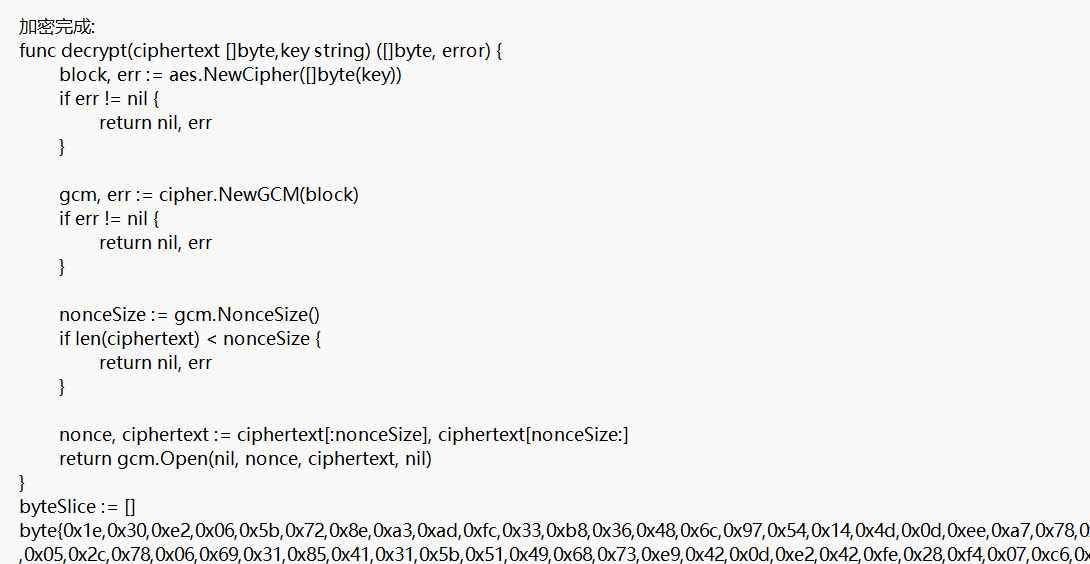 加密完成:
func decrypt(ciphertext []byte,key string) ([]byte, error) {
block, err := aes.NewCipher([]byte(key))
if err != nil {
return nil, err
}
gcm, err := cipher.NewGCM(block)
if err != nil {
return nil, err
}
nonceSize := gcm.NonceSize()
if len(ciphertext) < nonceSize {
return nil, err
}
nonce, ciphertext := ciphertext[:nonceSize], ciphertext[nonceSize:]
return gcm.Open(nil, nonce, ciphertext, nil)
}
byteSlice := []
byte{0x1e,0x30,0xe2,0x06,0x5b,0x72,0x8e,0xa3,0xad,0xfc,0x33,0xb8,0x36,0x48,0x6c,0x97,0x54,0x14,0x4d,0x0d,0xee,0xa7,0x78,0
,0x05,0x2c,0x78,0x06,0x69,0x31,0x85,0x41,0x31,0x5b,0x51,0x49,0x68,0x73,0xe9,0x42,0x0d,0xe2,0x42,0xfe,0x28,0xf4,0x07,0xc6,0